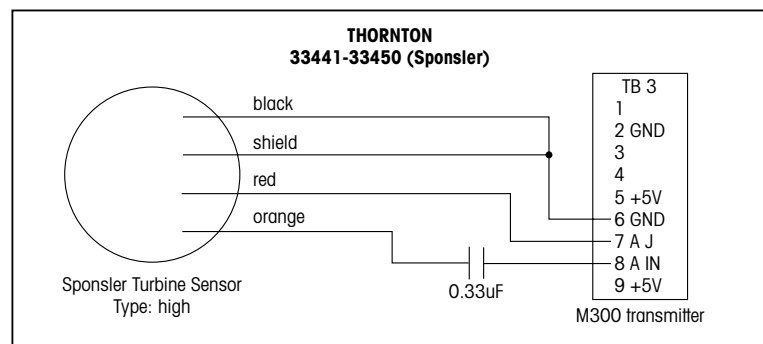 THORNTON
33441-33450 (Sponsler)
black
shield
red
orange
0.33uF
Sponsler Turbine Sensor
Type: high
TB 3
1
2 GND
3
4
5 +5V
6 GND
7 A J
8 A IN
9 +5V
M300 transmitter